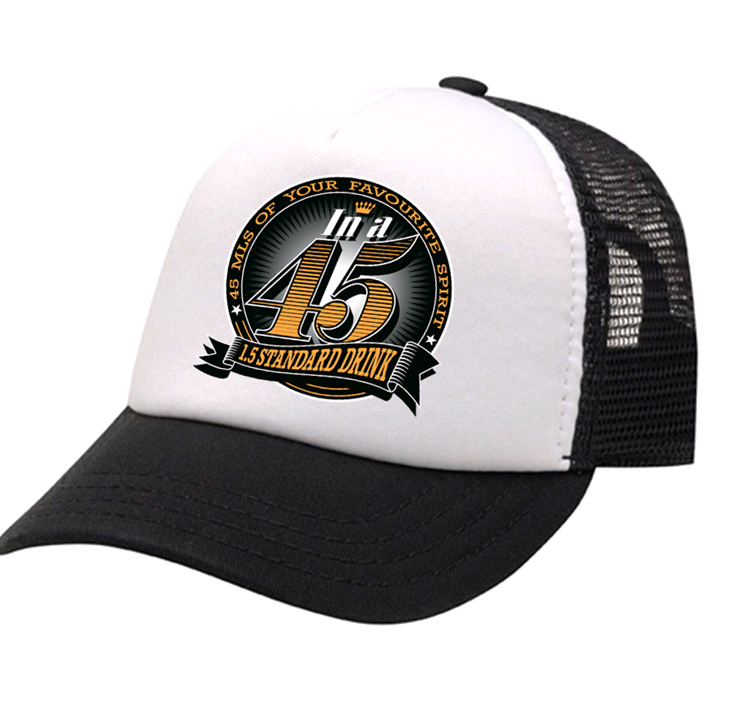 45 MLS OF YOUR FAVOURITE SPIRIT
In a
45
1.5 STANDARD DRINK